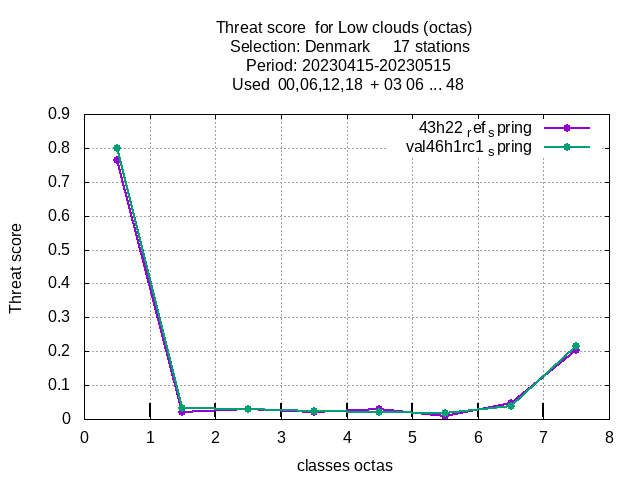 Threat score  for Low clouds (octas)
Selection: Denmark     17 stations
Period: 20230415-20230515
Used  00,06,12,18  + 03 06 ... 48
43h22 ref spring
val46h1rc1 spring
0.9
0.8
0.7
0.6
0.5
0.4
0.3
0.2
0.1
0
Threat score
0 1 2 3 4 5 6 7 8
classes octas